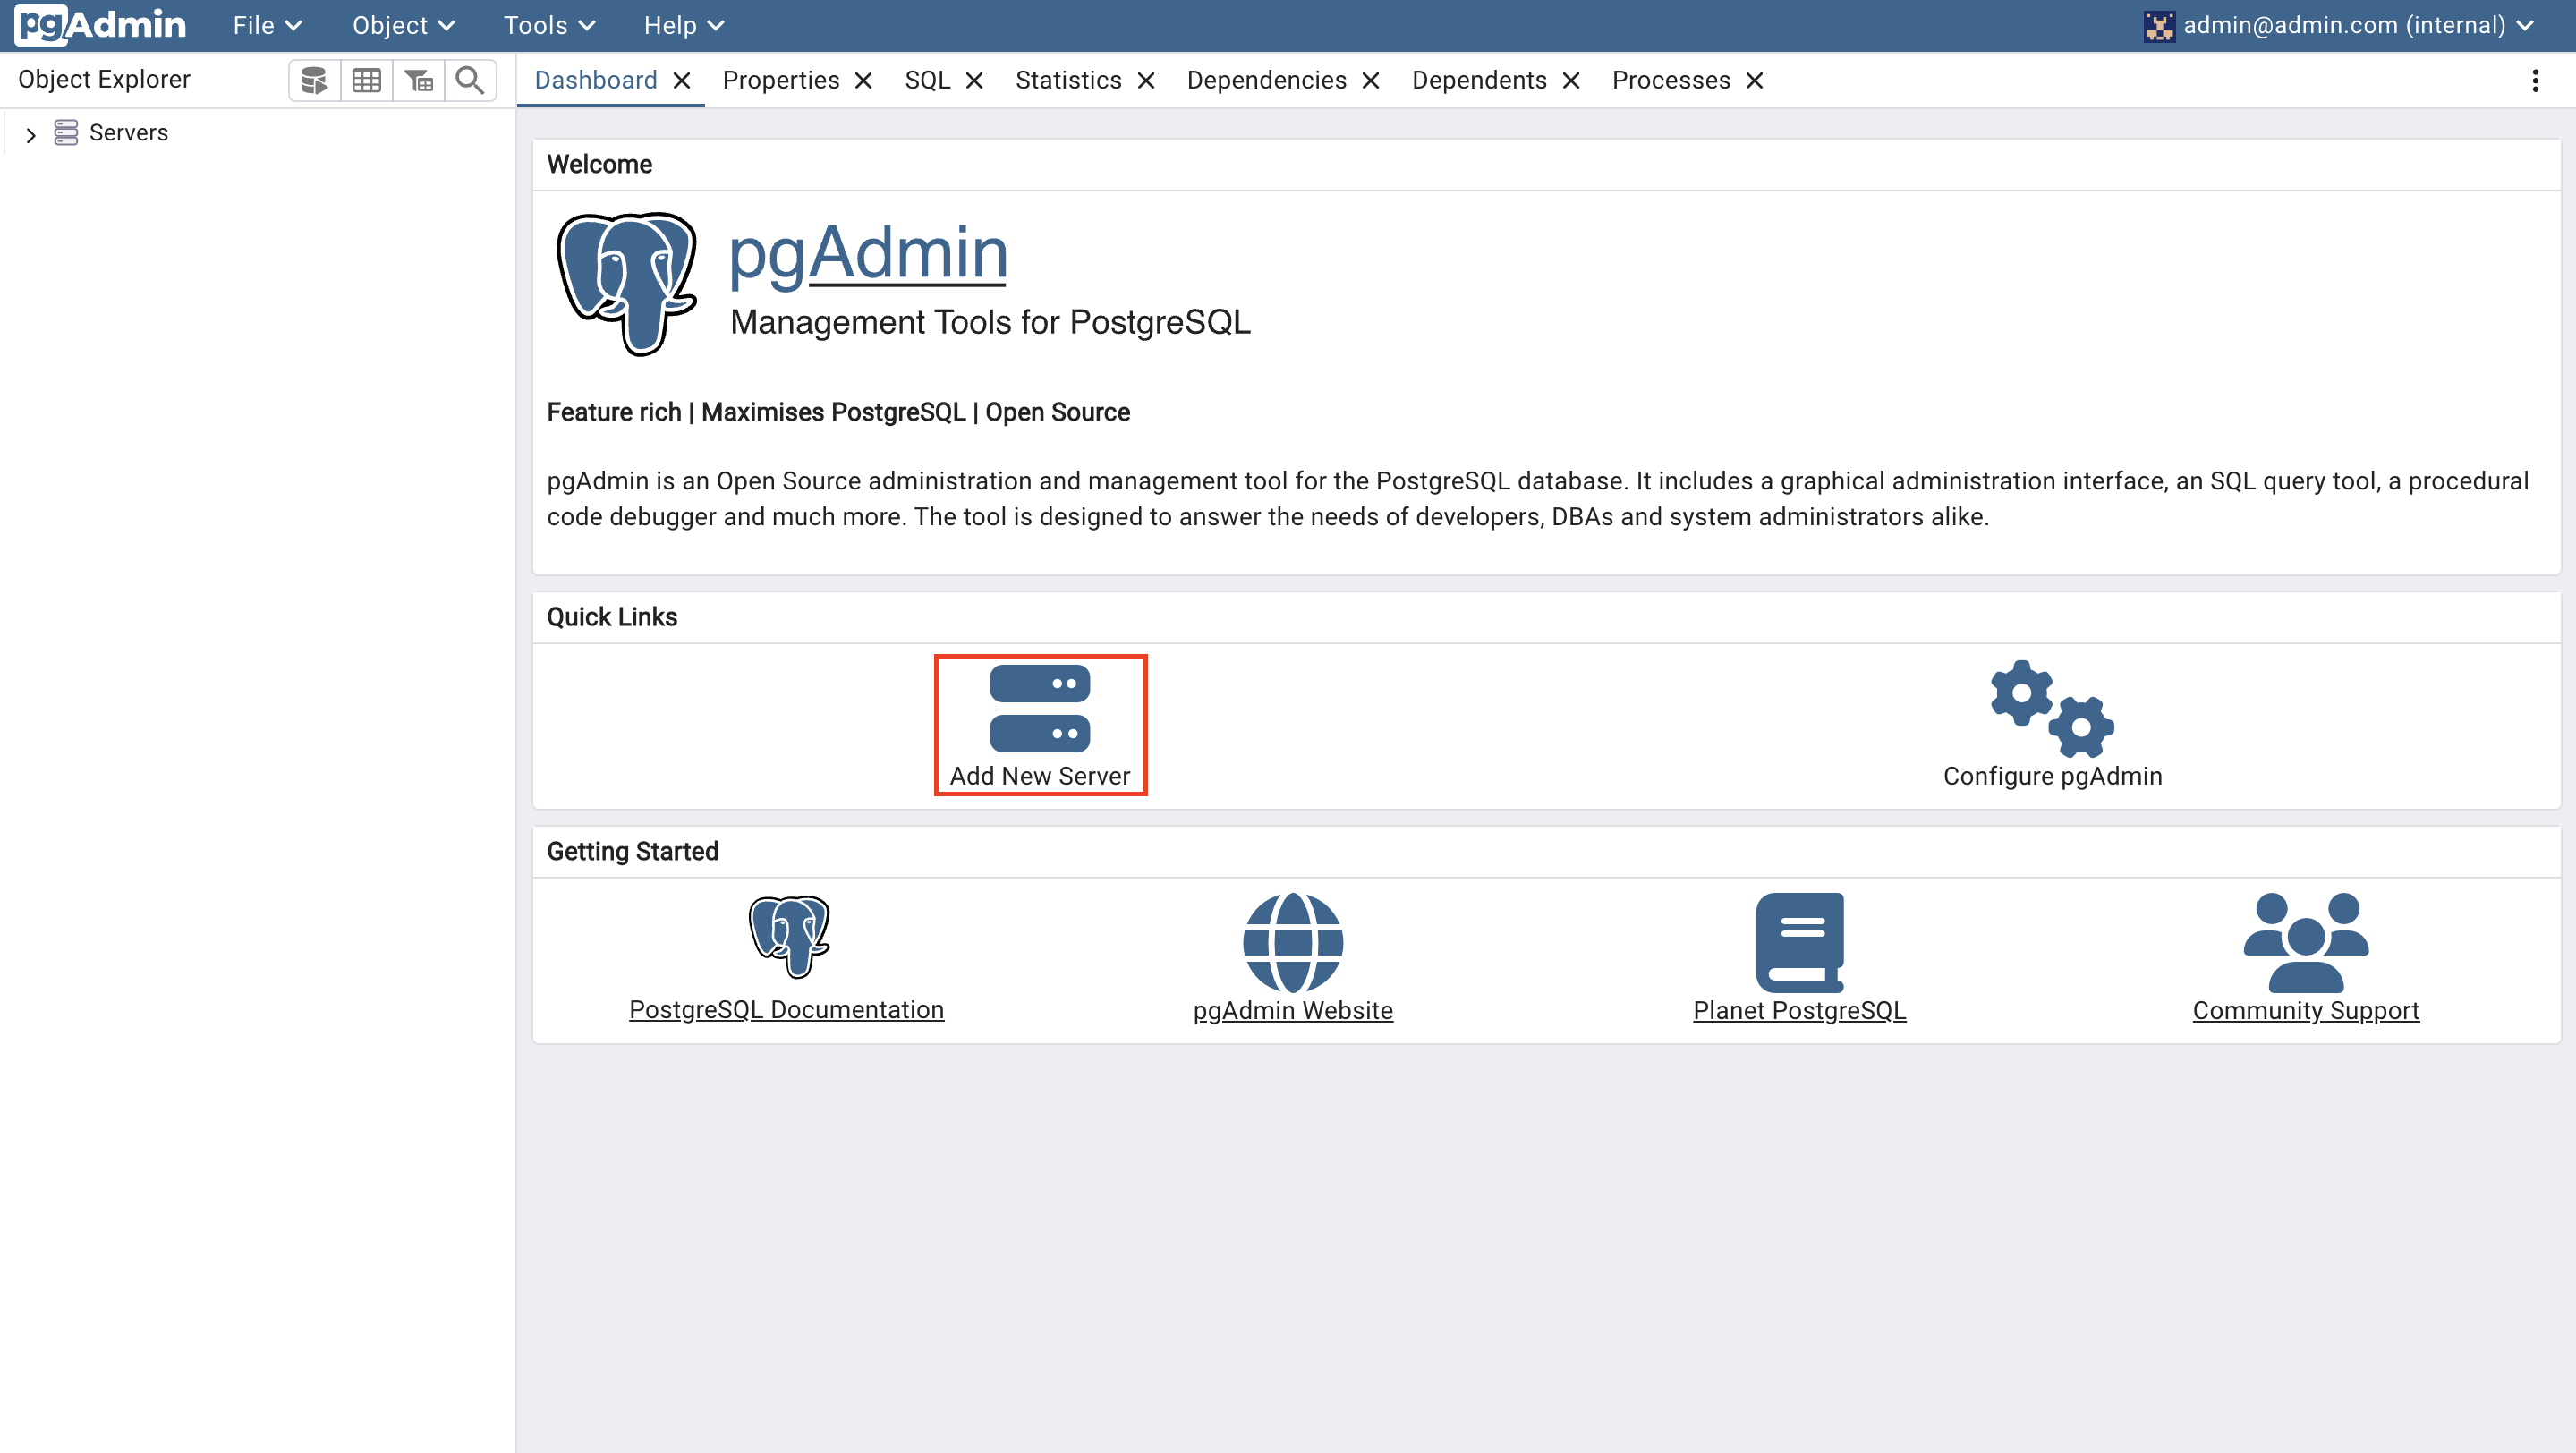 pgAdmin File Object Tools Help admin@admin.com (internal)
Object Explorer
Dashboard Properties SQL Statistics Dependencies Dependents Processes
Servers
Welcome
pgAdmin
Management Tools for PostgreSQL
Feature rich | Maximises PostgreSQL | Open Source
pgAdmin is an Open Source administration and management tool for the PostgreSQL database. It includes a graphical administration interface, an SQL query tool, a procedural
code debugger and much more. The tool is designed to answer the needs of developers, DBAs and system administrators alike.
Quick Links
Add New Server Configure pgAdmin
Getting Started
PostgreSQL Documentation pgAdmin Website Planet PostgreSQL Community Support